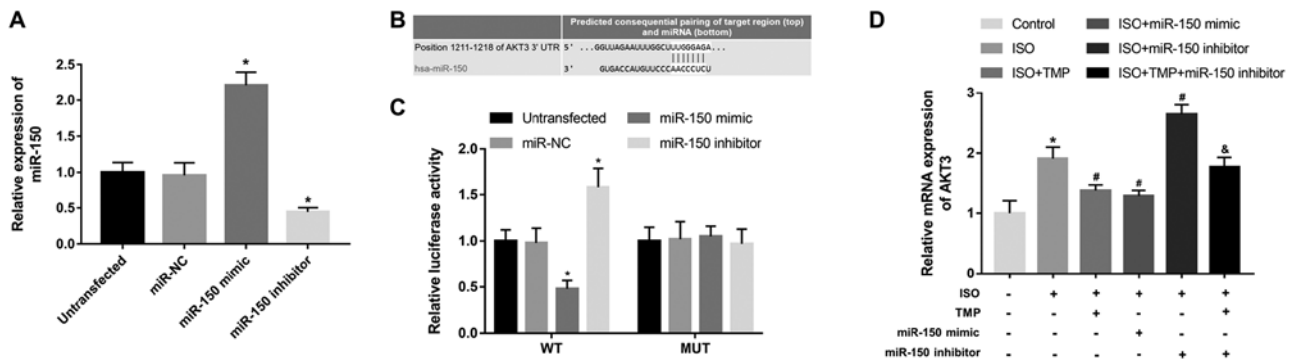 A
Relative expression of
miR-150
2.5
2.0
1.5
1.0
0.5
0.0
*
*
Untransfected
miR-NC
miR-150 mimic
miR-150 inhibitor
B
Predicted consequential pairing of target region (top)
and miRNA (bottom)
Position 1211-1218 of AKT3 3' UTR 5' ...GGUUAGAAUUUGGCUUUGGGAGA...
hsa-miR-150 3' GUGACCAUGUUCCCAACCCUCU
C
Untransfected
miR-150 mimic
miR-NC
miR-150 inhibitor
Relative luciferase activity
2.0
1.5
1.0
0.5
0.0
*
*
WT
MUT
D
Control
ISO+miR-150 mimic
ISO
ISO+miR-150 inhibitor
ISO+TMP
ISO+TMP+miR-150 inhibitor
Relative mRNA expression
of AKT3
3
2
1
0
*
#
#
#
&
ISO - + + + + +
TMP - - + - - +
miR-150 mimic - - - + - -
miR-150 inhibitor - - - - + +